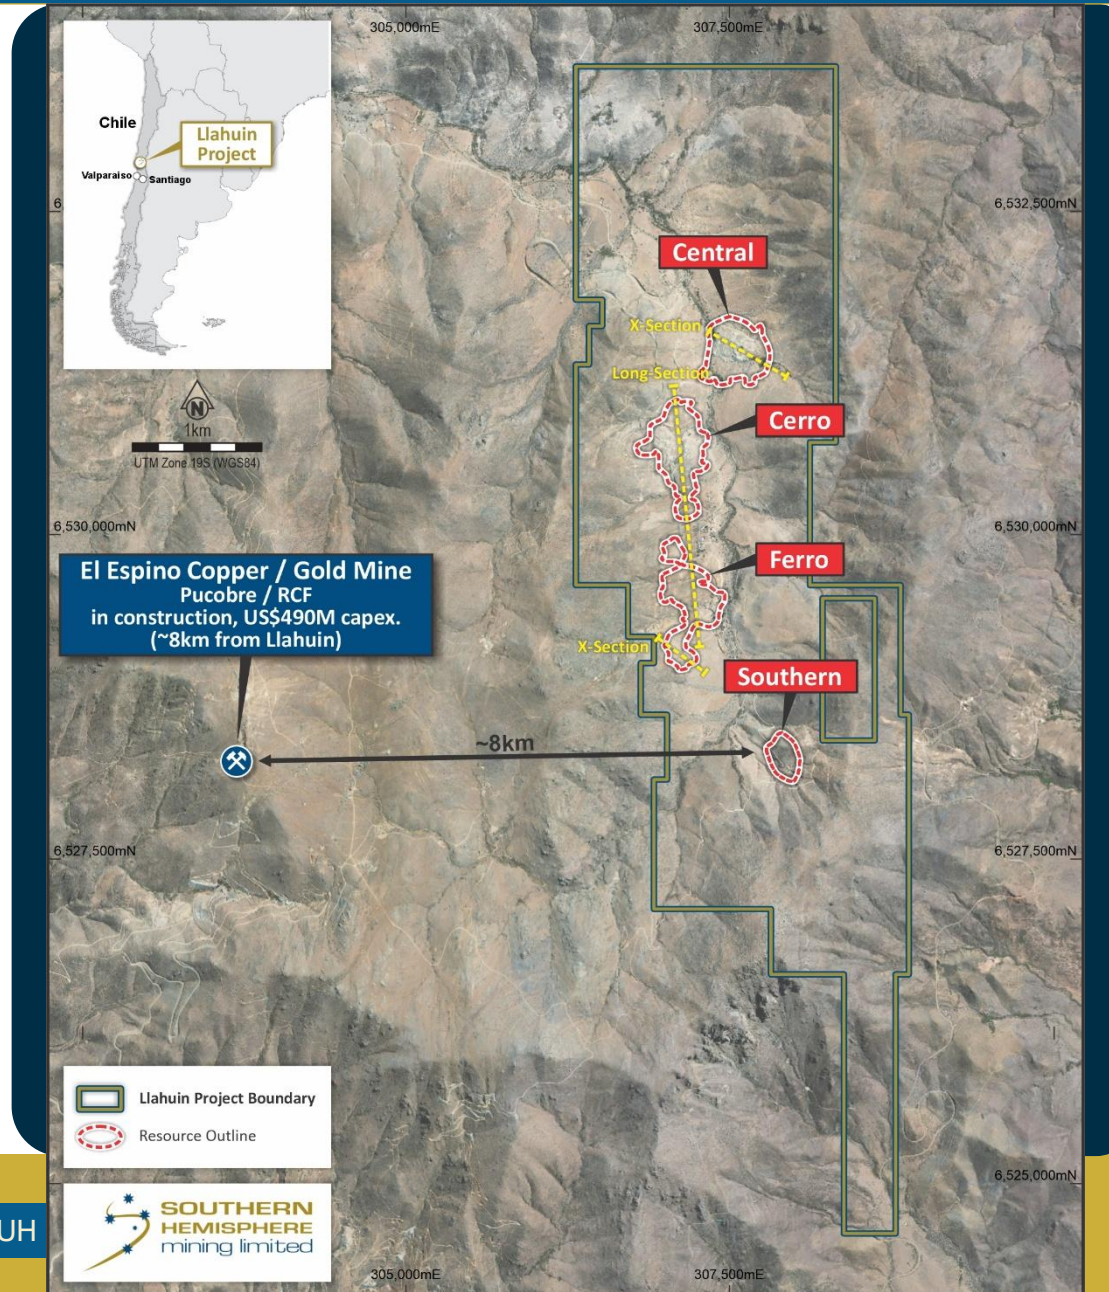 305,000mE
307,500mE
Chile
Llahuin
Project
Valparaiso
Santiago
6
6,532,500mN
Central
X-Section
Long-Section
N
1km
UTM Zone 19S (WGS84)
Cerro
6,530,000mN
6,530,000mN
El Espino Copper / Gold Mine
Pucobre / RCF
in construction, US$490M capex.
(~8km from Llahuin)
Ferro
X-Section
Southern
~8km
6,527,500mN
6,527,500mN
Llahuin Project Boundary
Resource Outline
6,525,000mN
SOUTHERN
HEMISPHERE
mining limited
UH
305,000mE
307,500mE